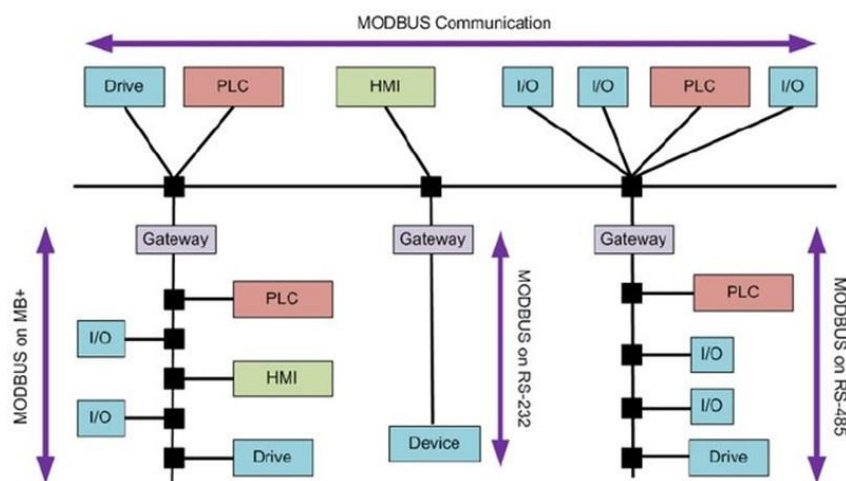 MODBUS Communication
Drive
PLC
HMI
I/O
I/O
PLC
I/O
Gateway
Gateway
Gateway
MODBUS on MB+
PLC
I/O
HMI
I/O
Drive
MODBUS on RS-232
Device
PLC
I/O
I/O
Drive
MODBUS on RS-485